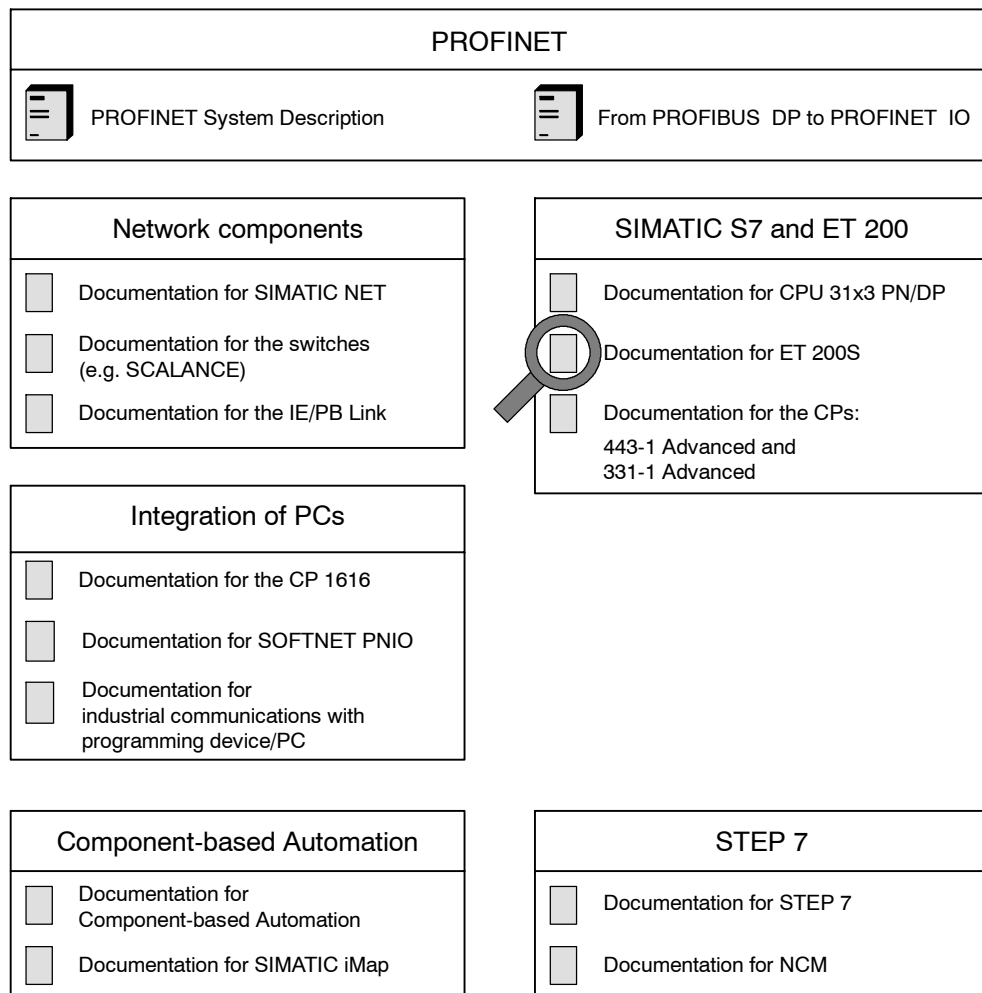 PROFINET
PROFINET System Description
From PROFIBUS DP to PROFINET IO
Network components
Documentation for SIMATIC NET
Documentation for the switches
(e.g. SCALANCE)
Documentation for the IE/PB Link
SIMATIC S7 and ET 200
Documentation for CPU 31x3 PN/DP
Documentation for ET 200S
Documentation for the CPs:
443-1 Advanced and
331-1 Advanced
Integration of PCs
Documentation for the CP 1616
Documentation for SOFTNET PNIO
Documentation for
industrial communications with
programming device/PC
Component-based Automation
Documentation for
Component-based Automation
Documentation for SIMATIC iMap
STEP 7
Documentation for STEP 7
Documentation for NCM